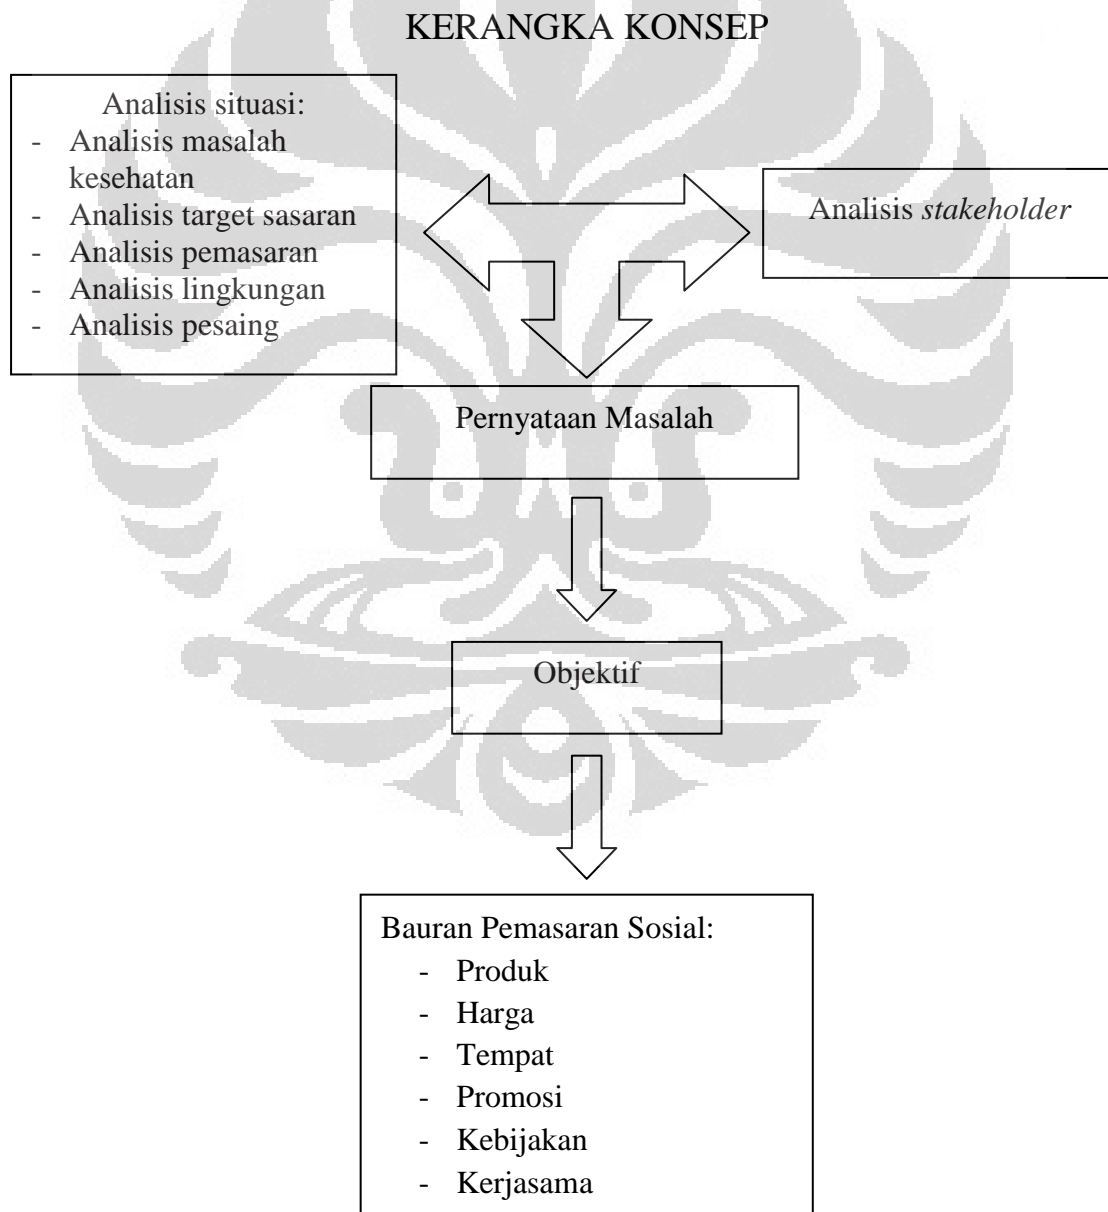 KERANGKA KONSEP
Analisis situasi:
- Analisis masalah
kesehatan
- Analisis target sasaran
- Analisis pemasaran
- Analisis lingkungan
- Analisis pesaing
Analisis stakeholder
Pernyataan Masalah
Objektif
Bauran Pemasaran Sosial:
- Produk
- Harga
- Tempat
- Promosi
- Kebijakan
- Kerjasama